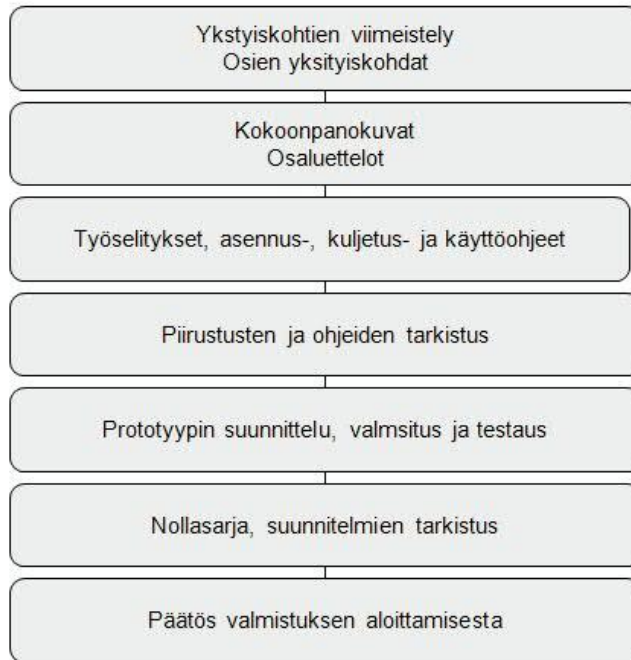 Ykstyiskohtien viimeistely
Osien yksityiskohdat
Kokoonpanokuvat
Osaluettelot
Työselitykset, asennus-, kuljetus- ja käyttöohjeet
Piirustusten ja ohjeiden tarkistus
Prototyypin suunnittelu, valmsitus ja testaus
Nollasarja, suunnitelmien tarkistus
Päätös valmistuksen aloittamisesta